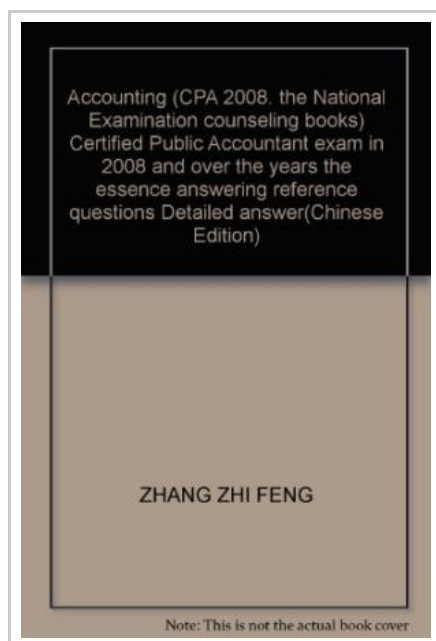 Accounting (CPA 2008. the National
Examination counseling books)
Certified Public Accountant exam in
2008 and over the years the
essence answering reference
questions Detailed answer(Chinese
Edition)
ZHANG ZHI FENG
Note: This is not the actual book cover